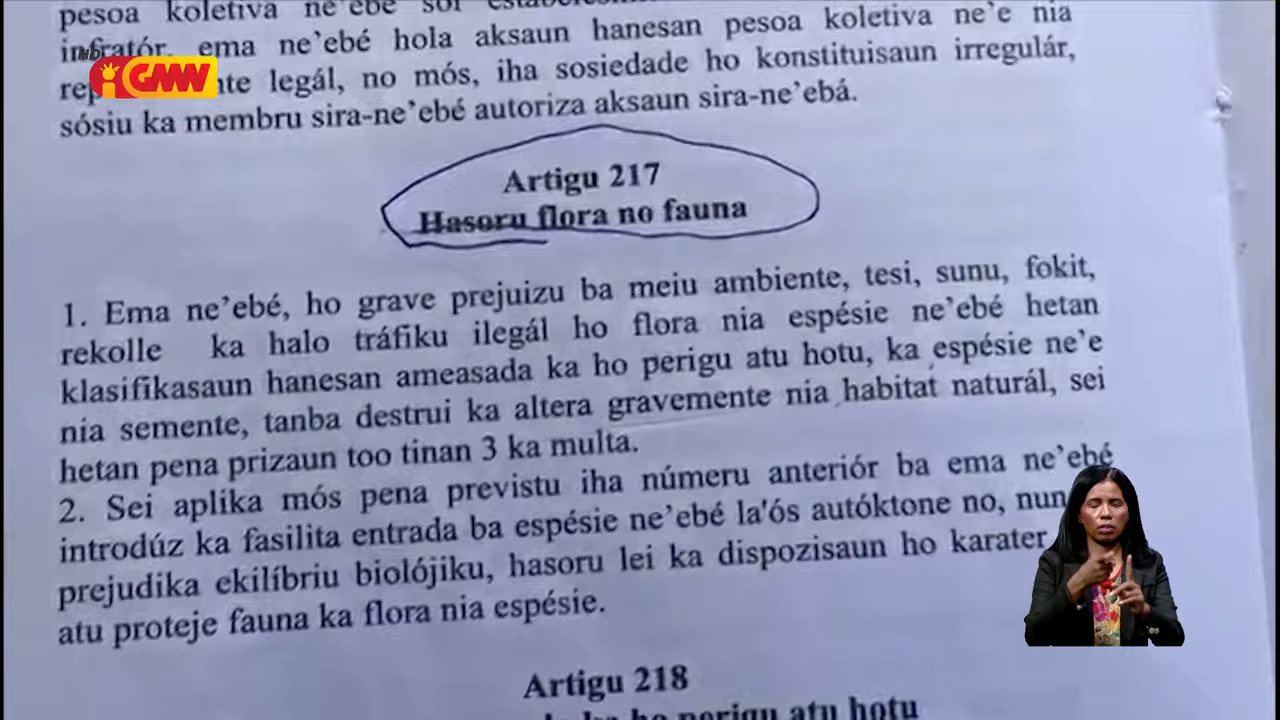 pesoa koletiva ne'ebé
infratór, ema ne'ebé hola aksaun hanesan pesoa koletiva ne'e nia
GMW
legál, no mós, iha sosiedade ho konstituisaun irregulár,
sósiu ka membru sira-ne'ebé autoriza aksaun sira-ne'ebá.
Artigu 217
Hasoru flora no fauna
1. Ema ne'ebé, ho grave prejuizu ba meiu ambiente, tesi, sunu, fokit,
rekolle ka halo tráfiku ilegál ho flora nia espésie ne'ebé hetan
klasifikasaun hanesan ameasada ka ho perigu atu hotu, ka espésie ne'e
nia semente, tanba destrui ka altera gravemente nia habitat naturál, sei
hetan pena prizaun too tinan 3 ka multa.
2. Sei aplika mós pena previstu iha númeru anteriór ba ema ne'ebé
introdúz ka fasilita entrada ba espésie ne'ebé la'ós autóktone no,
prejudika ekilíbriu biolójiku, hasoru lei ka dispozisaun ho karater
atu proteje fauna ka flora nia espésie.
Artigu 218
ka ho perigu atu hotu